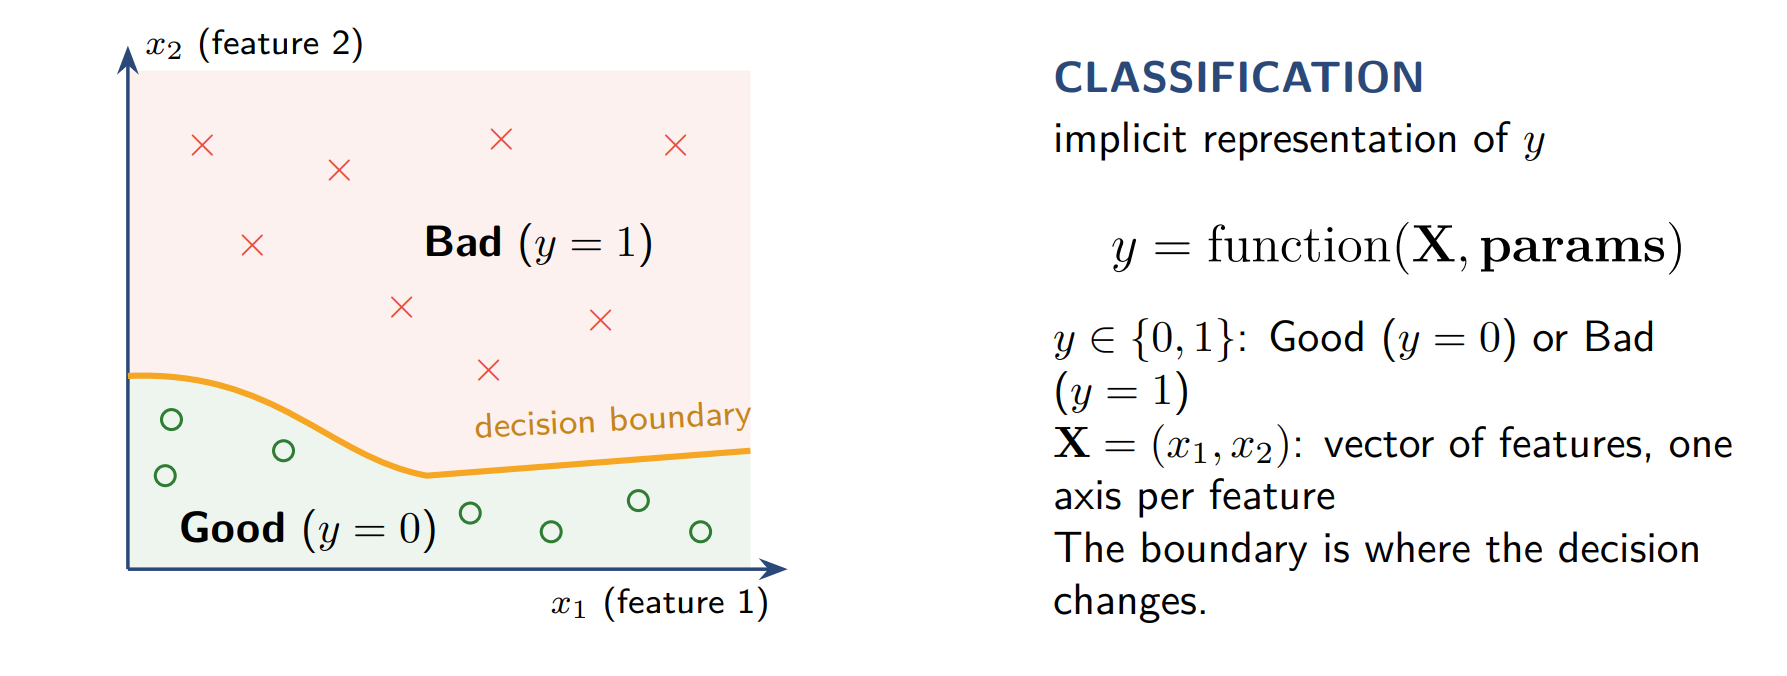 x₂ (feature 2)
Bad (y = 1)
decision boundary
Good (y = 0)
x₁ (feature 1)
CLASSIFICATION
implicit representation of y
y = function(X, params)
y ∈ {0, 1}: Good (y = 0) or Bad
(y = 1)
X = (x₁, x₂): vector of features, one
axis per feature
The boundary is where the decision
changes.